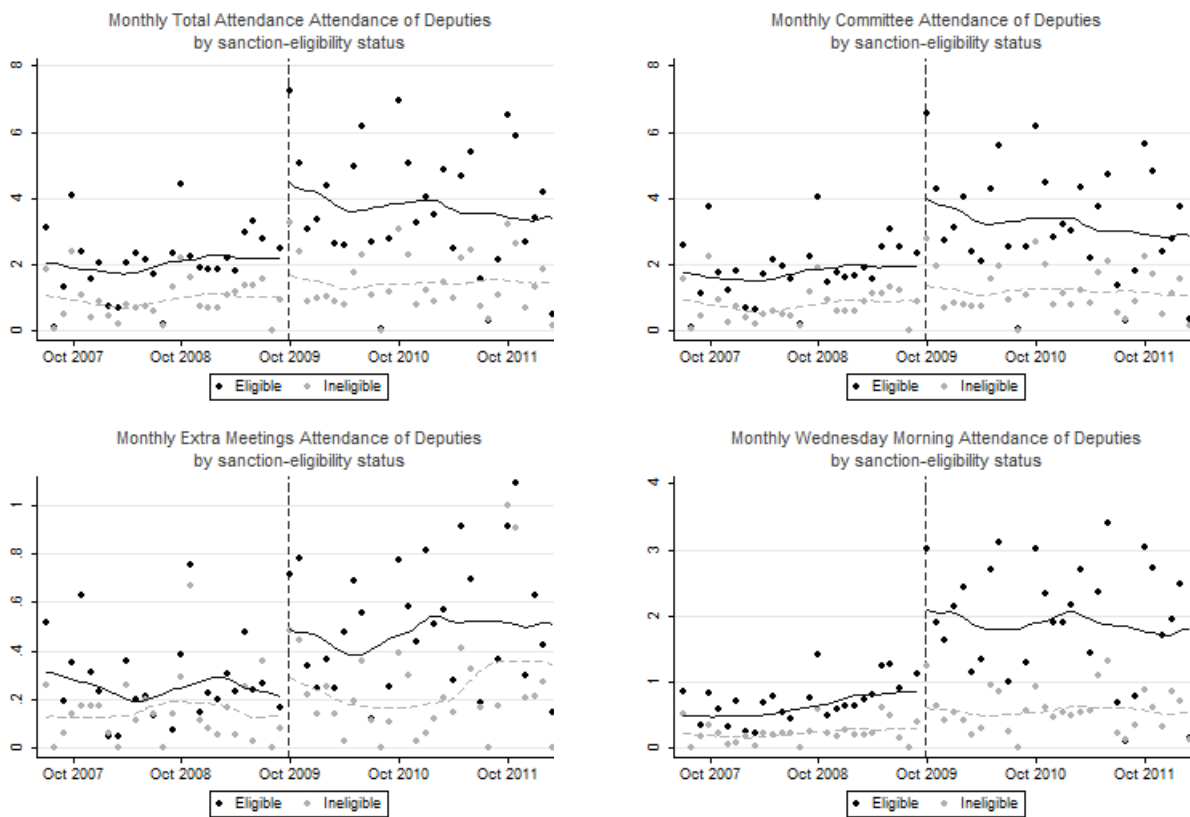 Monthly Total Attendance Attendance of Deputies
by sanction-eligibility status
8
6
4
2
0
Oct 2007 Oct 2008 Oct 2009 Oct 2010 Oct 2011
Eligible Ineligible
Monthly Committee Attendance of Deputies
by sanction-eligibility status
8
6
4
2
0
Oct 2007 Oct 2008 Oct 2009 Oct 2010 Oct 2011
Eligible Ineligible
Monthly Extra Meetings Attendance of Deputies
by sanction-eligibility status
1
.8
.6
.4
.2
0
Oct 2007 Oct 2008 Oct 2009 Oct 2010 Oct 2011
Eligible Ineligible
Monthly Wednesday Morning Attendance of Deputies
by sanction-eligibility status
4
3
2
1
0
Oct 2007 Oct 2008 Oct 2009 Oct 2010 Oct 2011
Eligible Ineligible